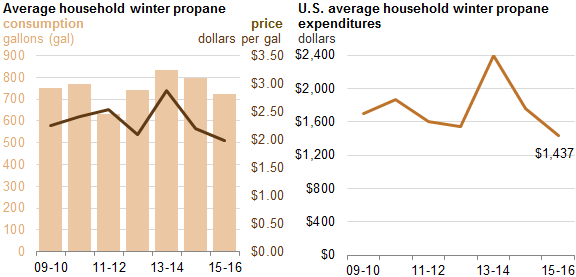 Average household winter propane
consumption price
gallons (gal) dollars per gal
900 $3.50
800 $3.00
700 $2.50
600 $2.00
500 $1.50
400 $1.00
300 $0.50
200 $0.00
100
0
09-10 11-12 13-14 15-16
U.S. average household winter propane
expenditures
dollars
$2,400
$2,000
$1,600
$1,200
$800
$400
$0
$1,437
09-10 11-12 13-14 15-16